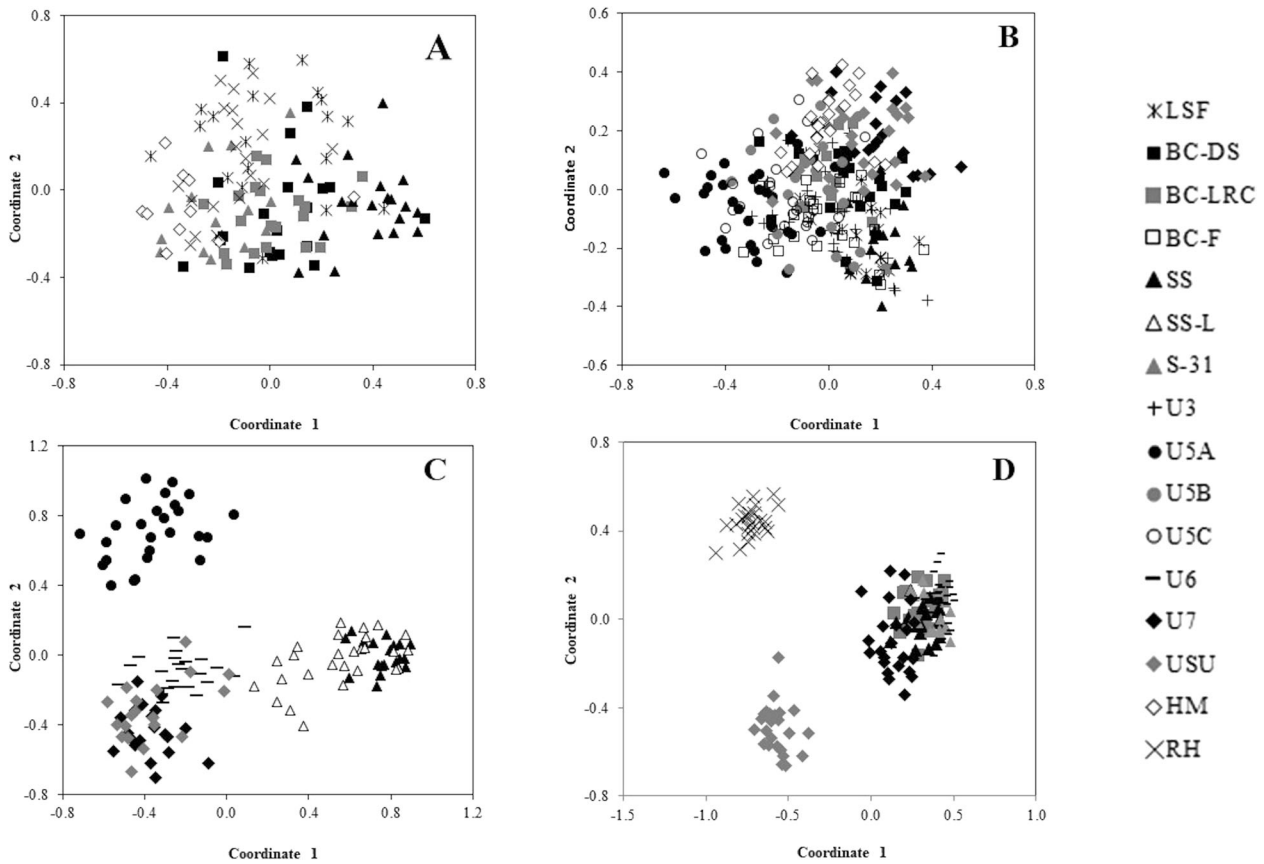 A
0.8
0.4
0.0
-0.4
-0.8
-0.8 -0.4 0.0 0.4 0.8
Coordinate 1
Coordinate 2
B
0.6
0.4
0.2
0.0
-0.2
-0.4
-0.6
-0.8 -0.4 0.0 0.4 0.8
Coordinate 1
Coordinate 2
C
1.2
0.8
0.4
0.0
-0.4
-0.8
-0.8 -0.4 0.0 0.4 0.8 1.2
Coordinate 1
Coordinate 2
D
0.8
0.4
0.0
-0.4
-0.8
-1.5 -1.0 -0.5 0.0 0.5 1.0
Coordinate 1
Coordinate 2
LSF
BC-DS
BC-LRC
BC-F
SS
SS-L
S-31
U3
U5A
U5B
U5C
U6
U7
USU
HM
RH